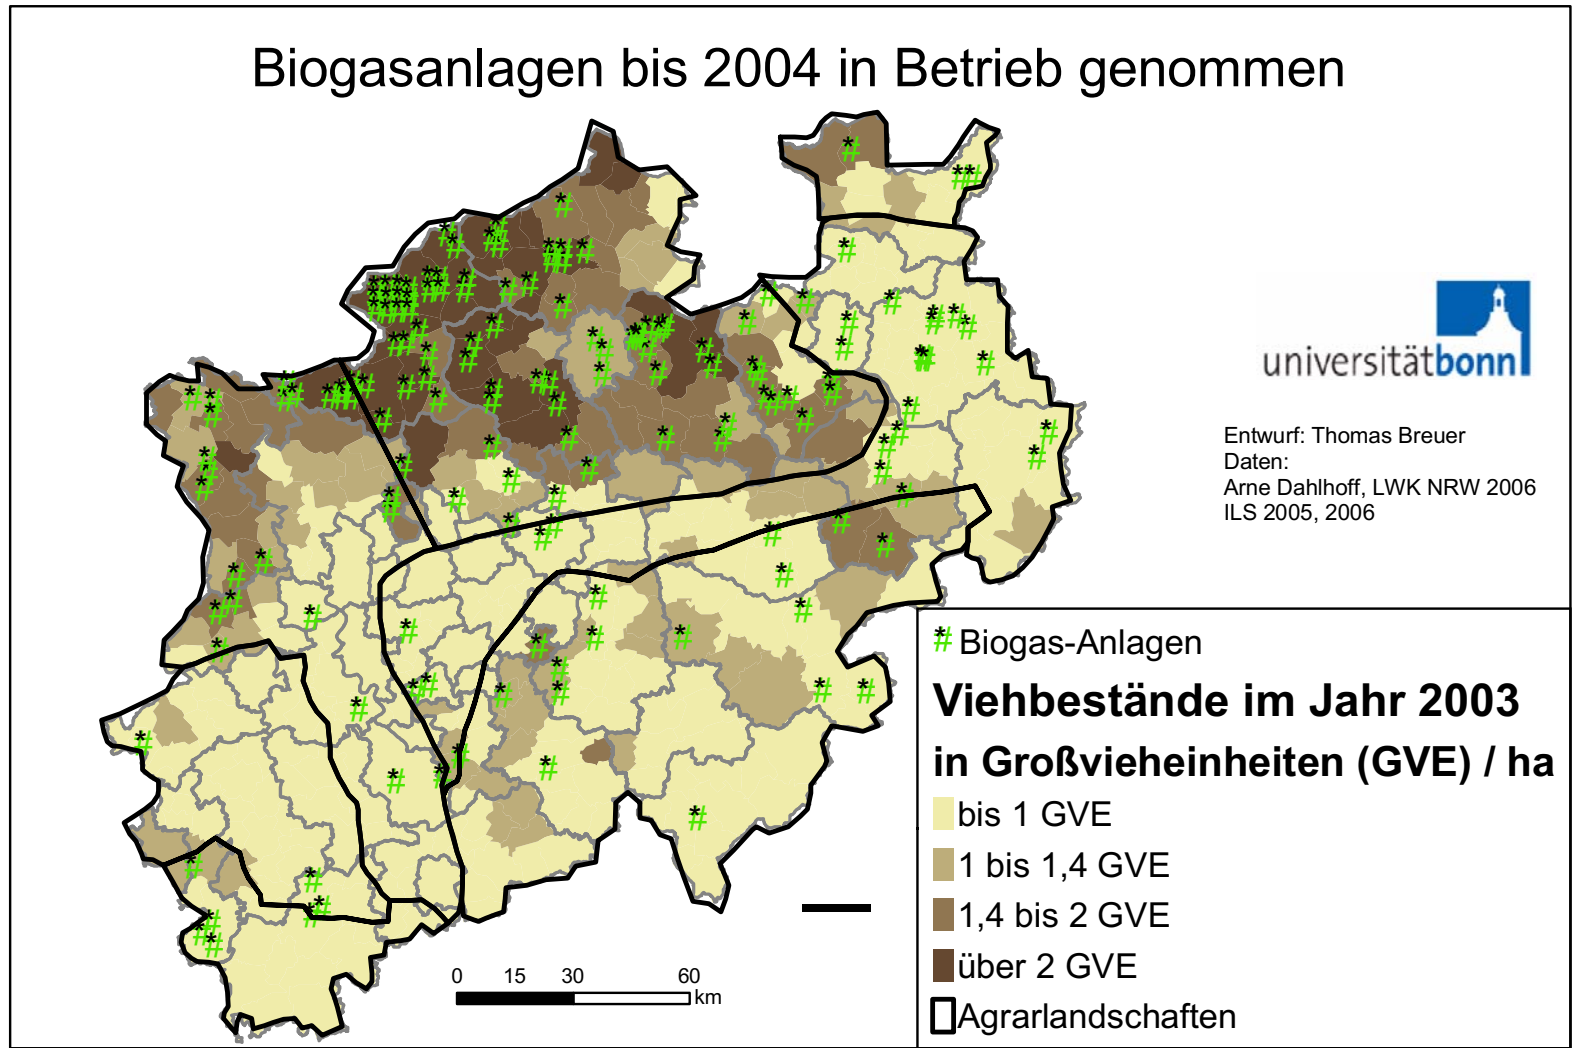 Biogasanlagen bis 2004 in Betrieb genommen
universitätbonn
Entwurf: Thomas Breuer
Daten:
Arne Dahlhoff, LWK NRW 2006
ILS 2005, 2006
Biogas-Anlagen
Viehbestände im Jahr 2003
in Großvieheinheiten (GVE) / ha
bis 1 GVE
1 bis 1,4 GVE
1,4 bis 2 GVE
über 2 GVE
Agrarlandschaften
0 15 30 60
km